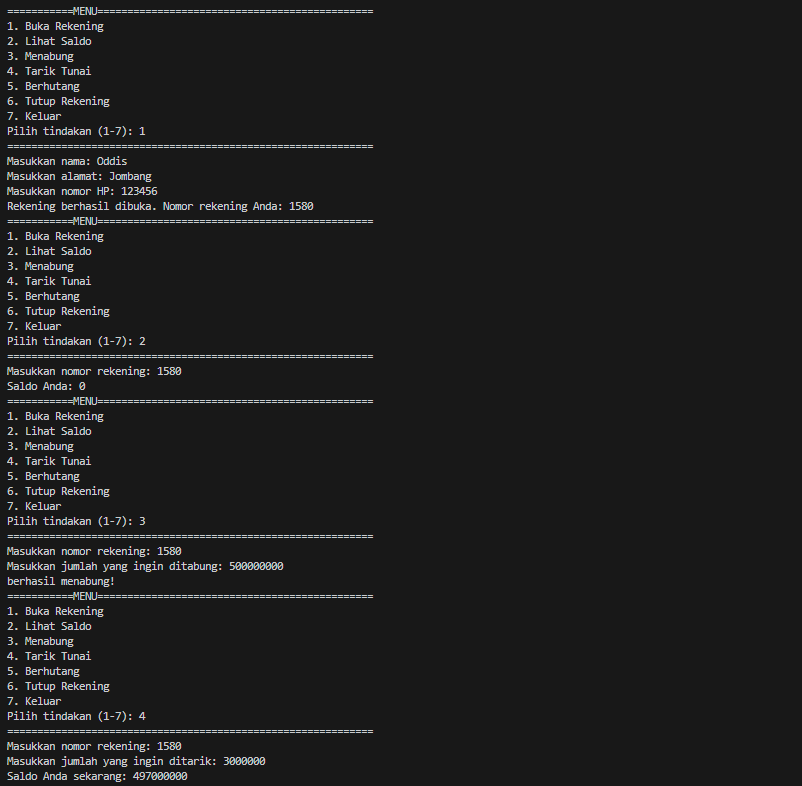 ===========MENU==============================================
1. Buka Rekening
2. Lihat Saldo
3. Menabung
4. Tarik Tunai
5. Berhutang
6. Tutup Rekening
7. Keluar
Pilih tindakan (1-7): 1
=============================================================
Masukkan nama: Oddis
Masukkan alamat: Jombang
Masukkan nomor HP: 123456
Rekening berhasil dibuka. Nomor rekening Anda: 1580
===========MENU==============================================
1. Buka Rekening
2. Lihat Saldo
3. Menabung
4. Tarik Tunai
5. Berhutang
6. Tutup Rekening
7. Keluar
Pilih tindakan (1-7): 2
=============================================================
Masukkan nomor rekening: 1580
Saldo Anda: 0
===========MENU==============================================
1. Buka Rekening
2. Lihat Saldo
3. Menabung
4. Tarik Tunai
5. Berhutang
6. Tutup Rekening
7. Keluar
Pilih tindakan (1-7): 3
=============================================================
Masukkan nomor rekening: 1580
Masukkan jumlah yang ingin ditabung: 500000000
berhasil menabung!
===========MENU==============================================
1. Buka Rekening
2. Lihat Saldo
3. Menabung
4. Tarik Tunai
5. Berhutang
6. Tutup Rekening
7. Keluar
Pilih tindakan (1-7): 4
=============================================================
Masukkan nomor rekening: 1580
Masukkan jumlah yang ingin ditarik: 3000000
Saldo Anda sekarang: 497000000